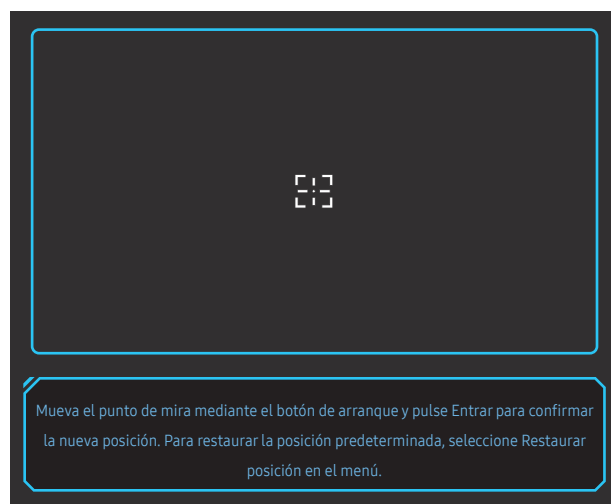 Mueva el punto de mira mediante el botón de arranque y pulse Entrar para confirmar
la nueva posición. Para restaurar la posición predeterminada, seleccione Restaurar
posición en el menú.